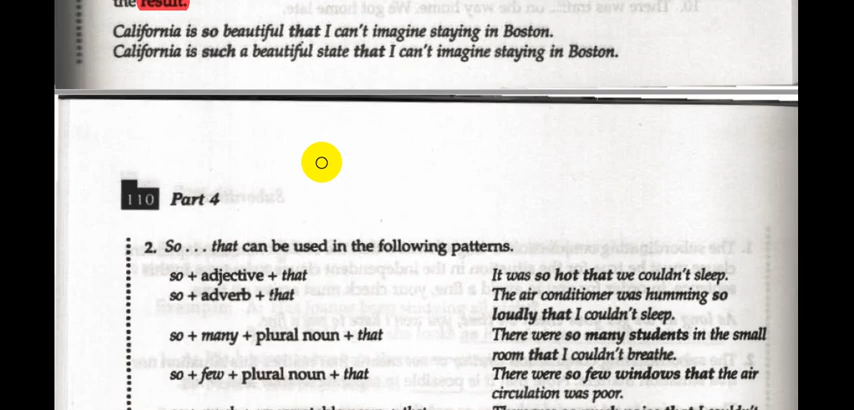 the result.
California is so beautiful that I can't imagine staying in Boston.
California is such a beautiful state that I can't imagine staying in Boston.
110 Part 4
2. So . . . that can be used in the following patterns.
so + adjective + that It was so hot that we couldn't sleep.
so + adverb + that The air conditioner was humming so
loudly that I couldn't sleep.
so + many + plural noun + that There were so many students in the small
room that I couldn't breathe.
so + few + plural noun + that There were so few windows that the air
circulation was poor.